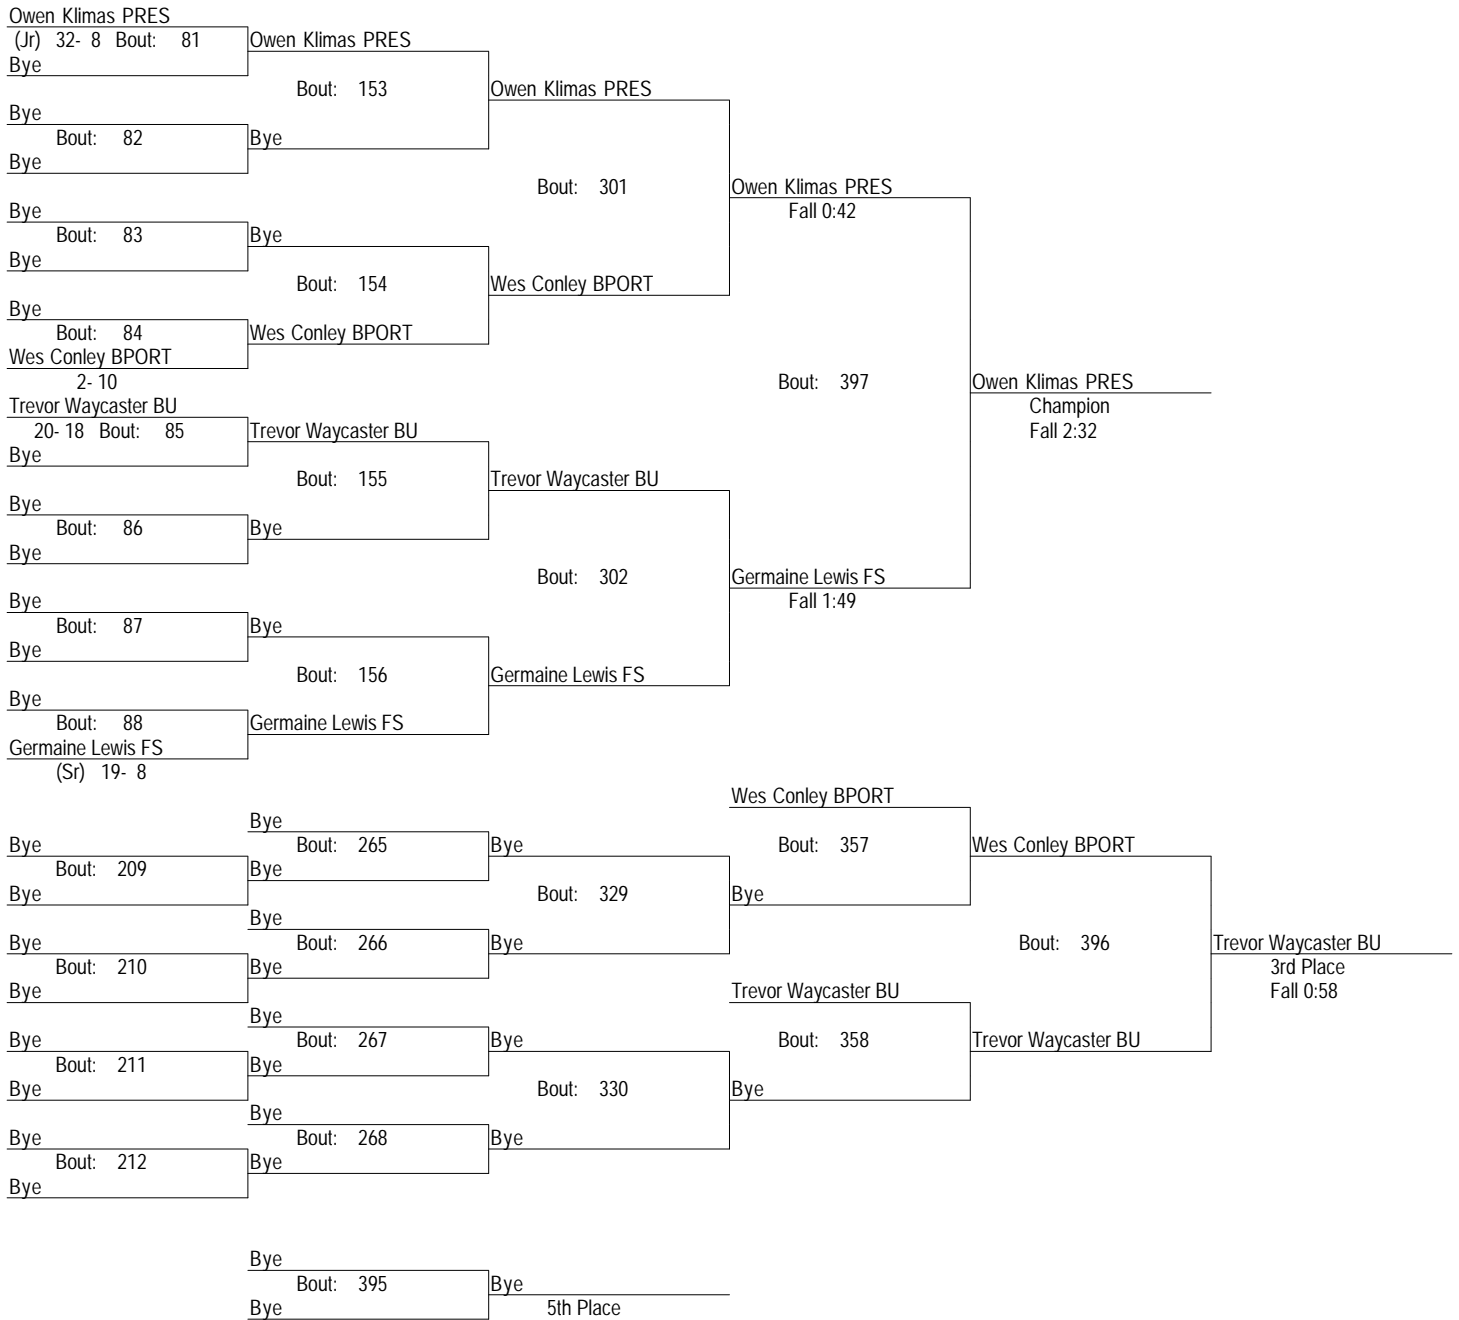 Owen Klimas PRES
(Jr) 32- 8 Bout: 81
Owen Klimas PRES
Bye
Bout: 153
Owen Klimas PRES
Bye
Bout: 82
Bye
Bye
Bout: 301
Owen Klimas PRES
Fall 0:42
Bye
Bout: 83
Bye
Bye
Bout: 154
Wes Conley BPORT
Bye
Bout: 84
Wes Conley BPORT
Wes Conley BPORT
2- 10
Bout: 397
Owen Klimas PRES
Champion
Fall 2:32
Trevor Waycaster BU
20- 18 Bout: 85
Trevor Waycaster BU
Bye
Bout: 155
Trevor Waycaster BU
Bye
Bout: 86
Bye
Bye
Bout: 302
Germaine Lewis FS
Fall 1:49
Bye
Bout: 87
Bye
Bye
Bout: 156
Germaine Lewis FS
Bye
Bout: 88
Germaine Lewis FS
Germaine Lewis FS
(Sr) 19- 8
Wes Conley BPORT
Bye
Bye
Bout: 265
Bye
Bout: 357
Wes Conley BPORT
Bout: 209
Bye
Bye
Bout: 329
Bye
Bye
Bye
Bout: 266
Bye
Bout: 396
Trevor Waycaster BU
3rd Place
Fall 0:58
Bout: 210
Bye
Bye
Trevor Waycaster BU
Bye
Bye
Bout: 267
Bye
Bout: 358
Trevor Waycaster BU
Bout: 211
Bye
Bye
Bout: 330
Bye
Bye
Bye
Bout: 268
Bye
Bout: 212
Bye
Bye
Bye
Bout: 395
Bye
Bye
5th Place